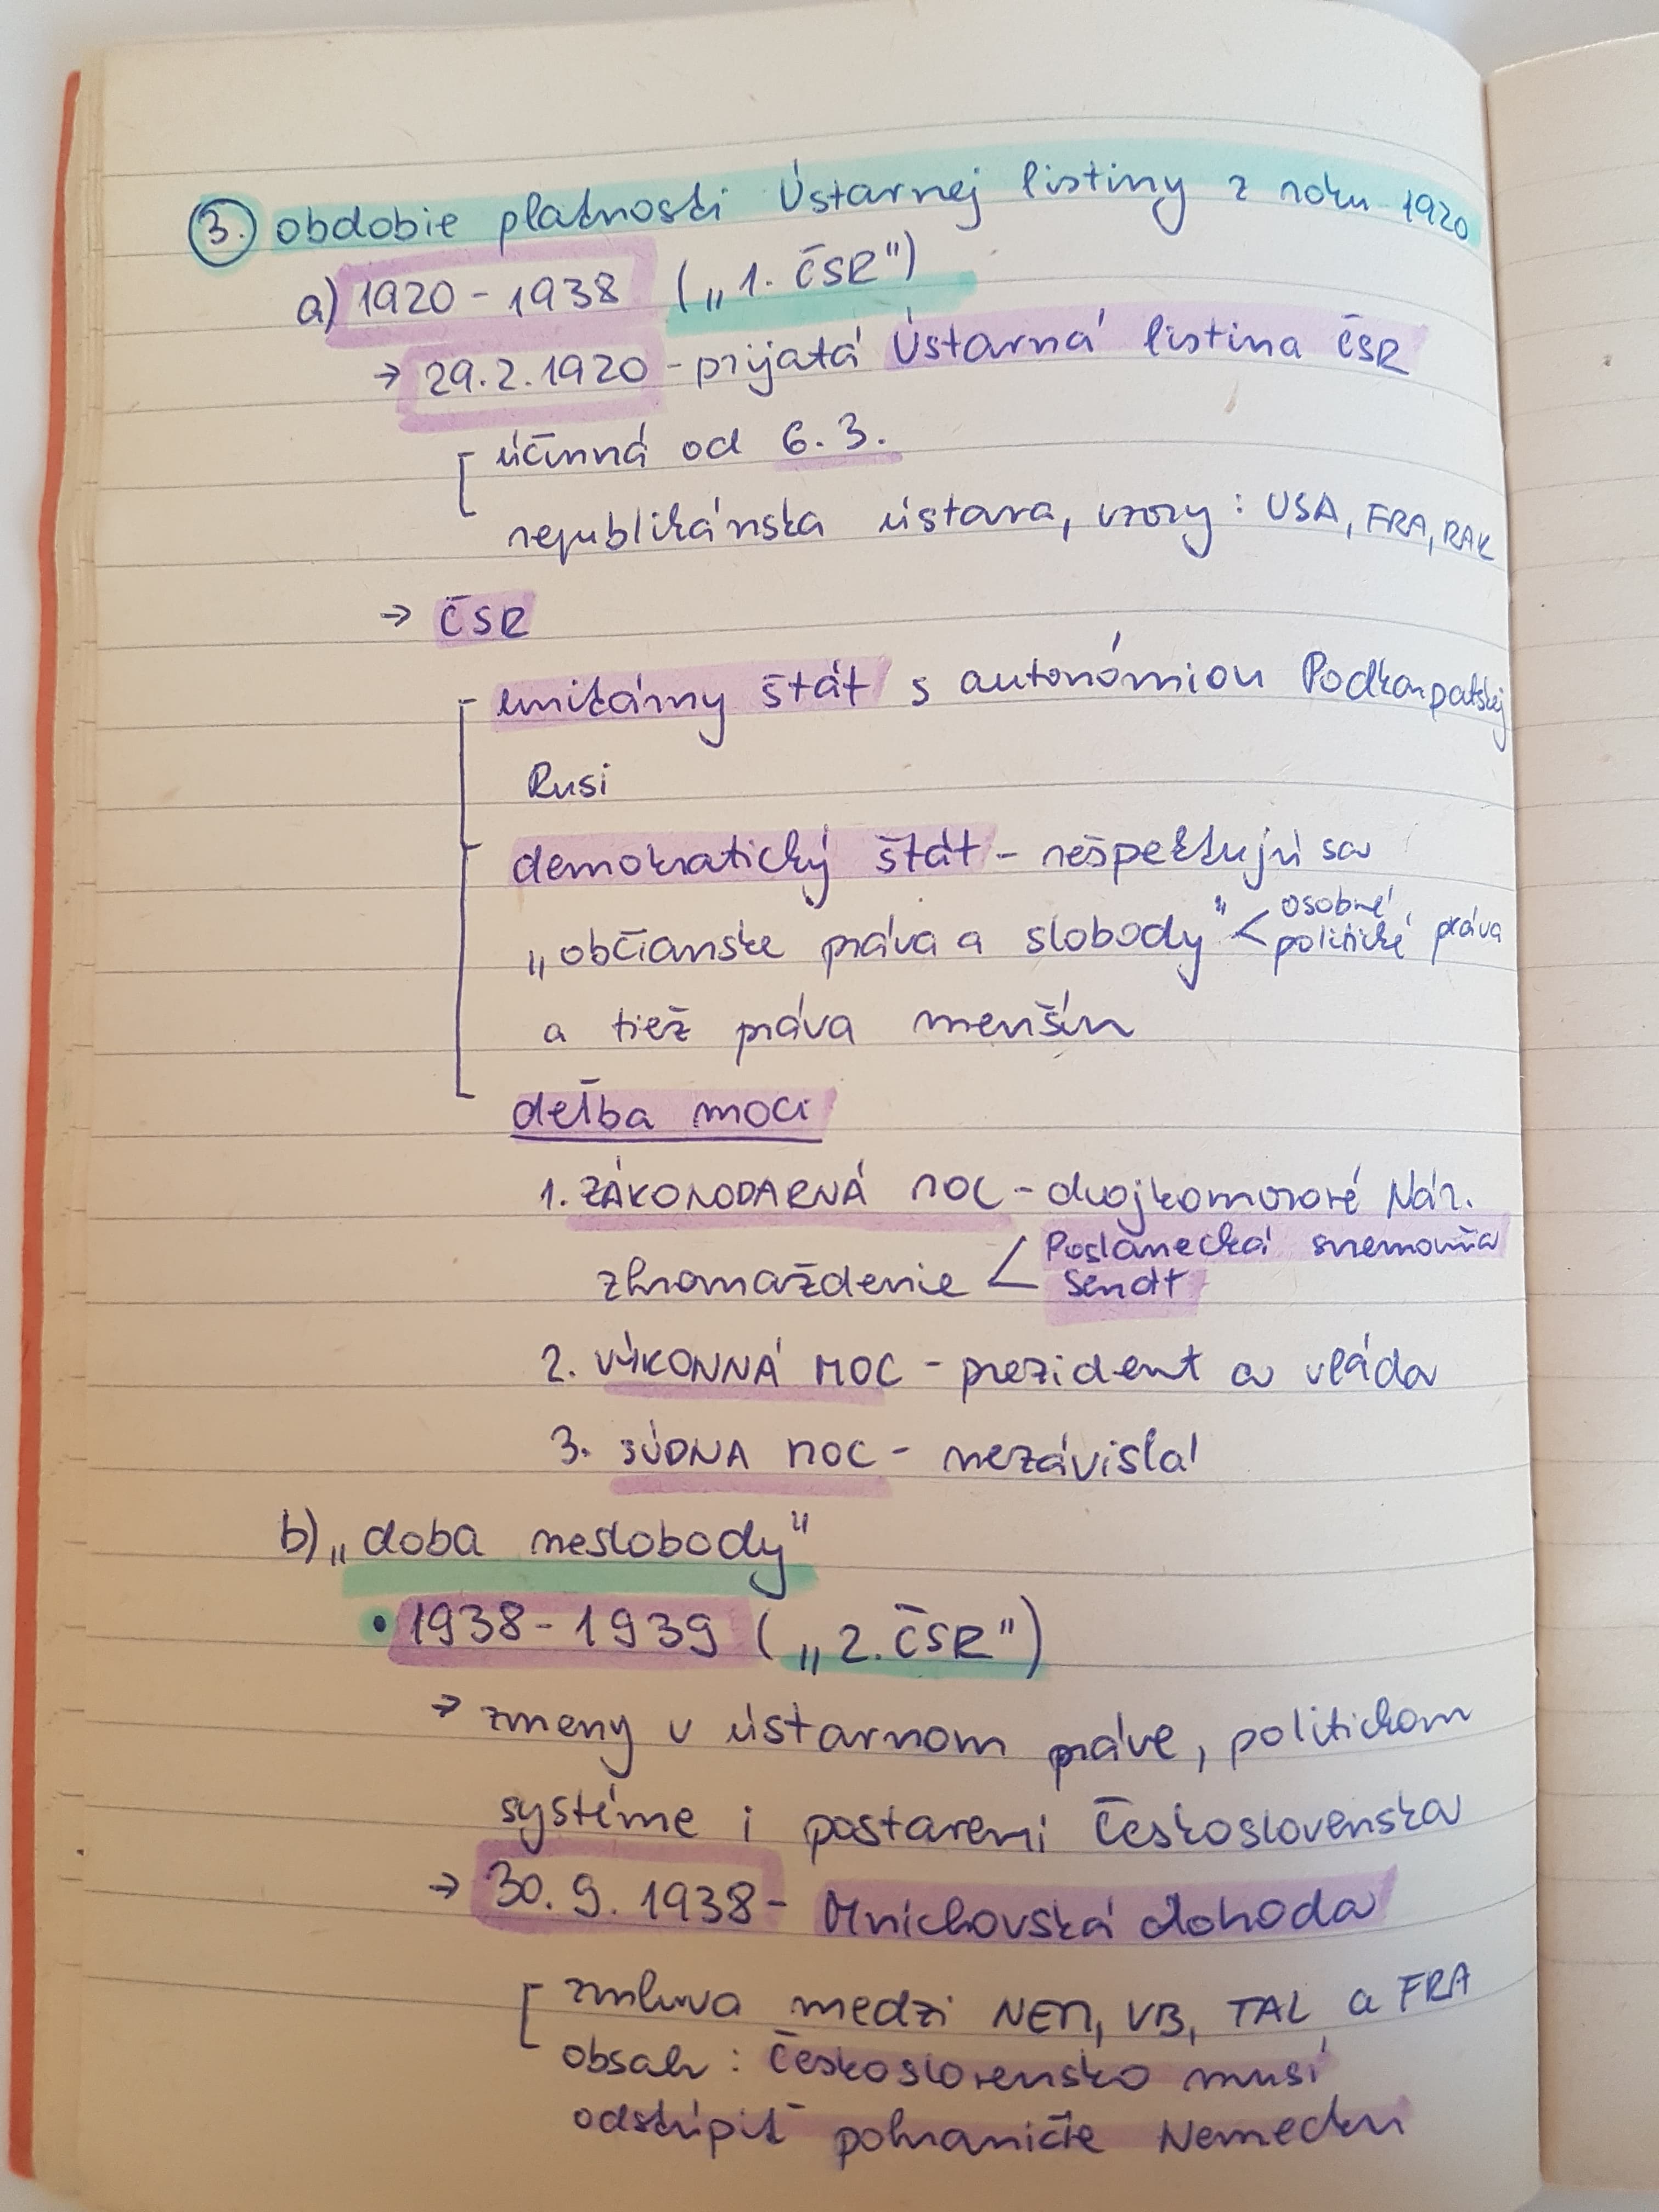 3. obdobie platnosti Ústavnej listiny z roku 1920
a) 1920 - 1938 („1. ČSR")
→ 29.2.1920 - prijatá Ústavná listina ČSR
účinná od 6.3.
republikánska ústava, vzory: USA, FRA, RAK
→ ČSR
unitárny štát s autonómiou Podkarpatskej
Rusi
demokratický štát - rešpektujú sa
„občianske práva a slobody" < osobné,
politické práva
a tiež práva menšín
deľba moci
1. ZÁKONODARNÁ MOC - dvojkomorové Nár.
zhromaždenie < Poslanecká snemovňa
Senát
2. VÝKONNÁ MOC - prezident a vláda
3. SÚDNA MOC - nezávislá
b) „doba neslobody"
• 1938 - 1939 („2. ČSR")
→ zmeny v ústavnom práve, politickom
systéme i postavení Československa
→ 30. 9. 1938 - Mníchovská dohoda
zmluva medzi NEM, VB, TAL a FRA
obsah: Československo musí
odstúpiť pohraničie Nemecku